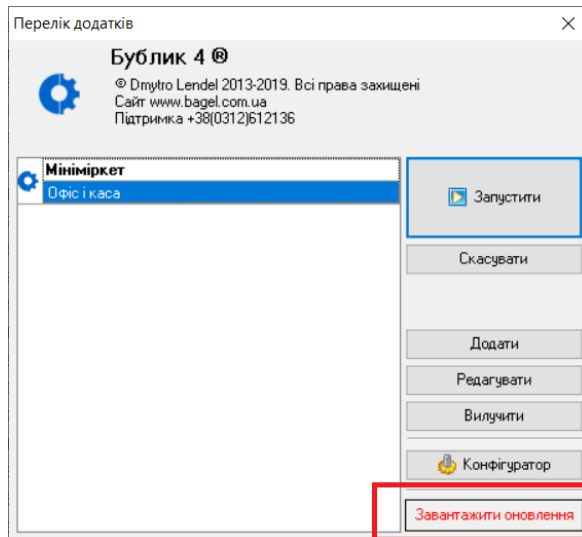 Перелік додатків
Бублик 4 ®
© Dmytro Lendel 2013-2019. Всі права захищені
Сайт www.bagel.com.ua
Підтримка +38(0312)612136
Мініміркет
Офіс і каса
Запустити
Скасувати
Додати
Редагувати
Вилучити
Конфігуратор
Завантажити оновлення